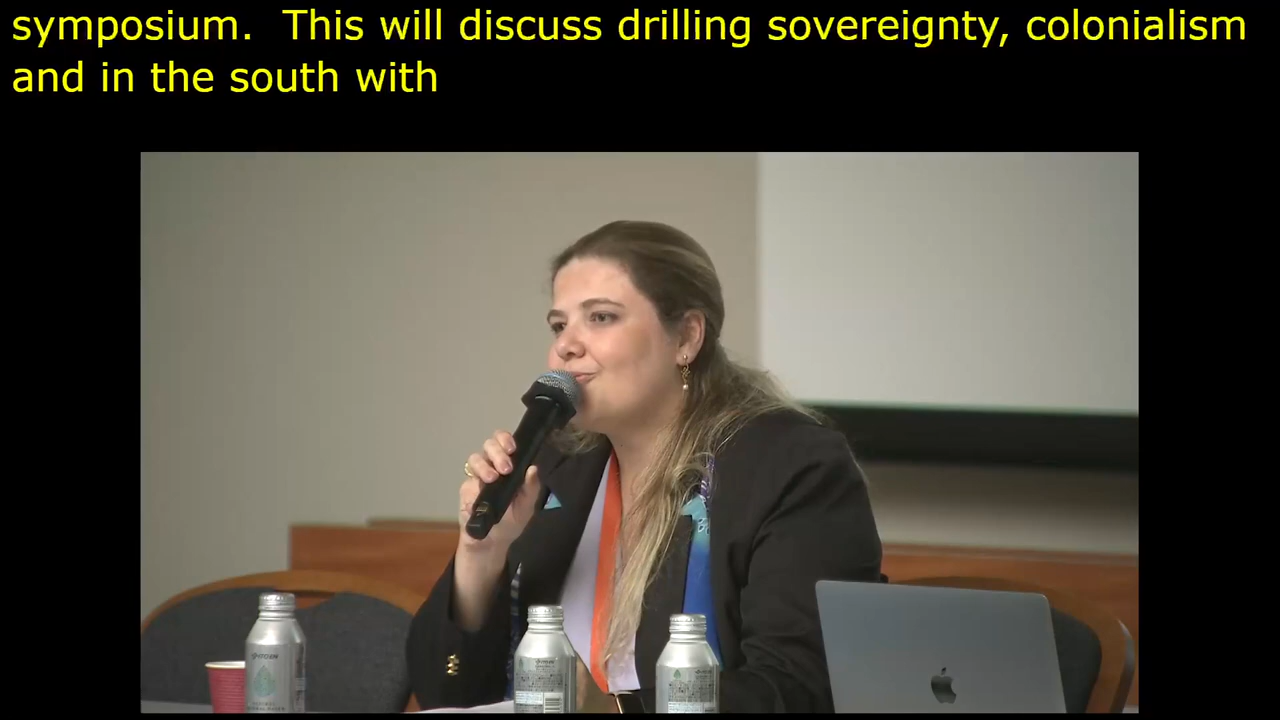 symposium.  This will discuss drilling sovereignty, colonialism
and in the south with